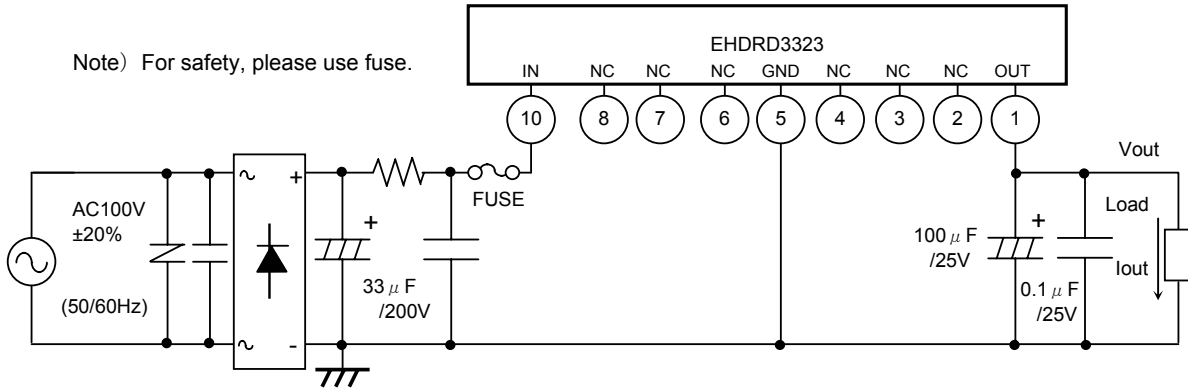 EHDRD3323
Note）For safety, please use fuse.
IN NC NC NC GND NC NC NC OUT
10 8 7 6 5 4 3 2 1
Vout
FUSE
~ +
AC100V
±20%
+
+
Load
100μF
/25V
Iout
33μF
/200V
0.1μF
/25V
(50/60Hz)
~ -